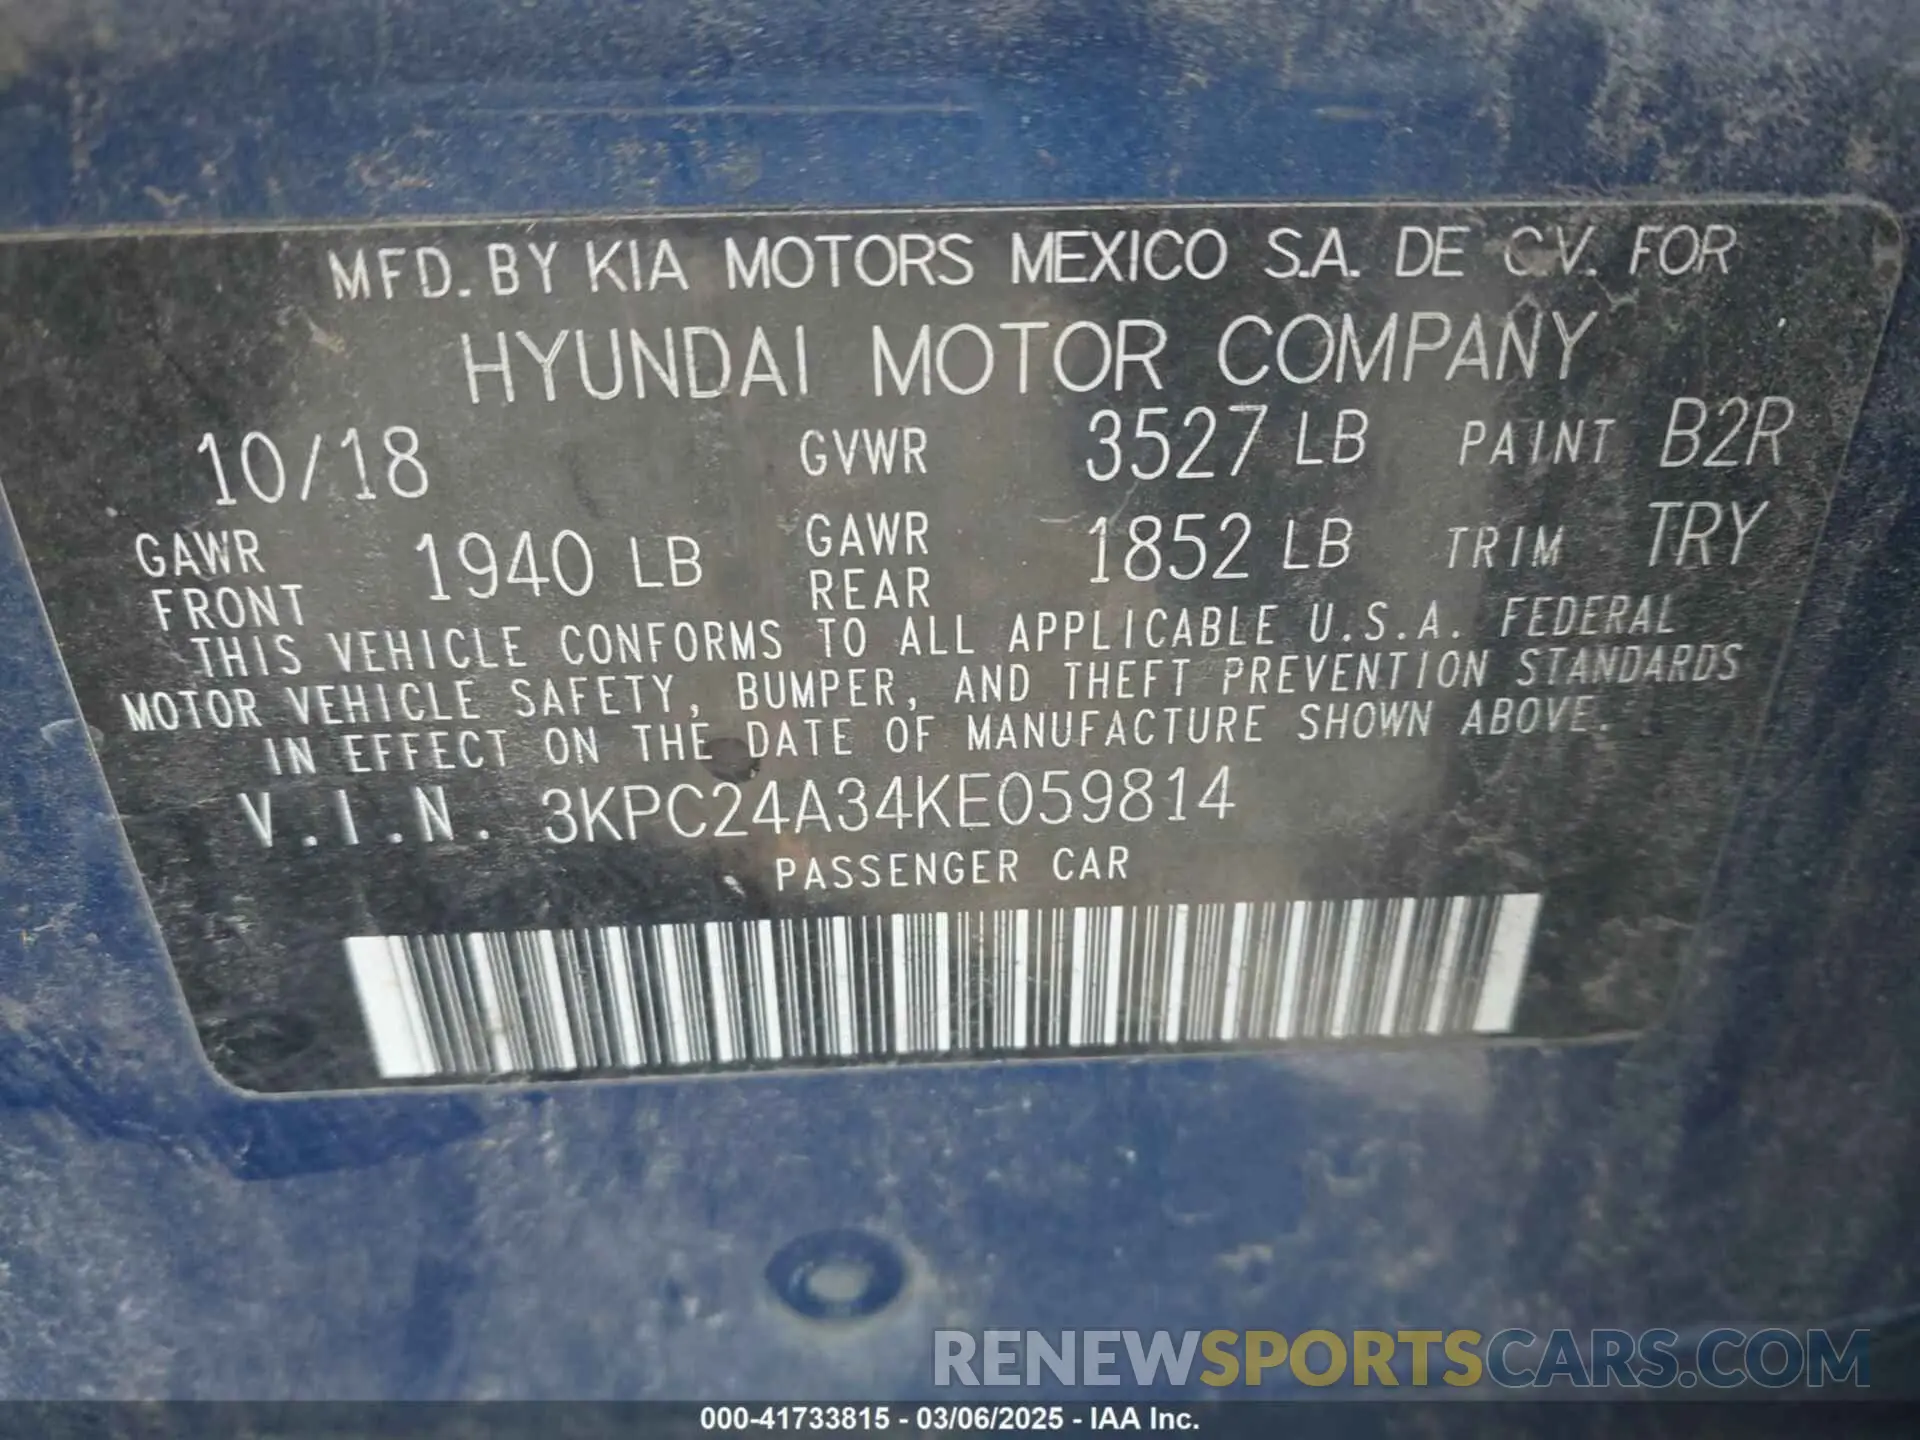 MFD. BY KIA MOTORS MEXICO S.A. DE C.V. FOR
HYUNDAI MOTOR COMPANY
10/18 GVWR 3527 LB PAINT B2R
GAWR FRONT 1940 LB GAWR REAR 1852 LB TRIM TRY
THIS VEHICLE CONFORMS TO ALL APPLICABLE U.S.A. FEDERAL
MOTOR VEHICLE SAFETY, BUMPER, AND THEFT PREVENTION STANDARDS
IN EFFECT ON THE DATE OF MANUFACTURE SHOWN ABOVE.
V.I.N. 3KPC24A34KE059814
PASSENGER CAR
RENEWSPORTSCARS.COM
000-41733815 - 03/06/2025 - IAA Inc.